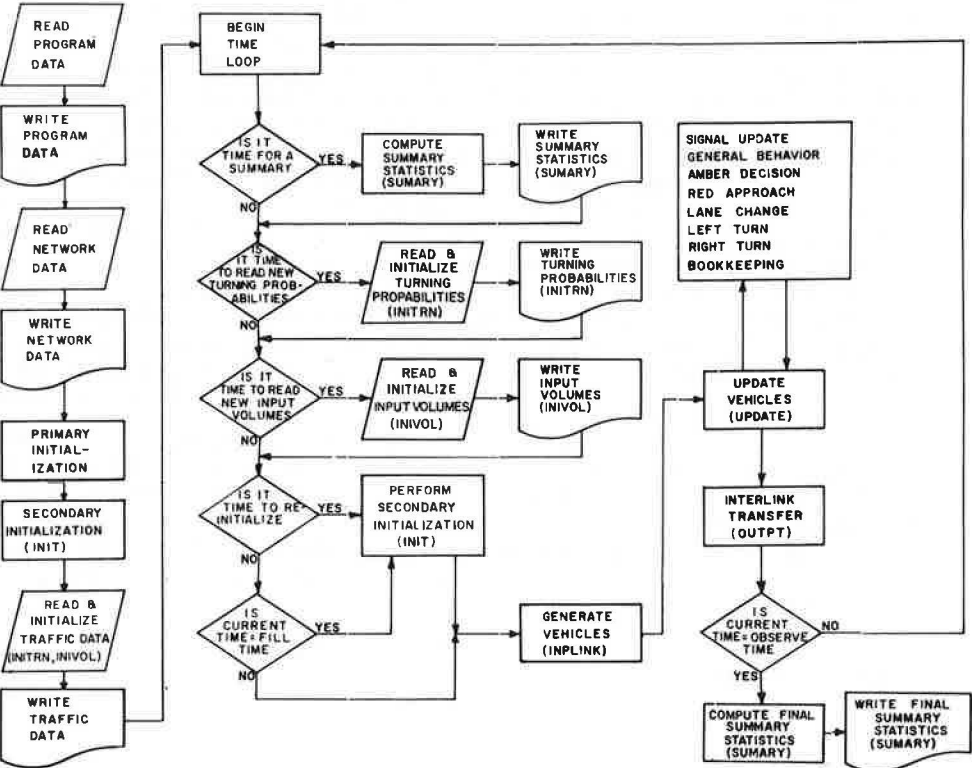 READ
PROGRAM
DATA
WRITE
PROGRAM
DATA
READ
NETWORK
DATA
WRITE
NETWORK
DATA
PRIMARY
INITIAL-
IZATION
SECONDARY
INITIALIZATION
(INIT)
READ &
INITIALIZE
TRAFFIC DATA
(INITRN, INIVOL)
WRITE
TRAFFIC
DATA
BEGIN
TIME
LOOP
IS IT
TIME FOR A
SUMMARY
YES
NO
COMPUTE
SUMMARY
STATISTICS
(SUMARY)
WRITE
SUMMARY
STATISTICS
(SUMARY)
IS
IT TIME
TO READ NEW
TURNING PROB-
ABILITIES
YES
NO
READ &
INITIALIZE
TURNING
PROPABILITIES
(INITRN)
WRITE
TURNING
PROBABILITIES
(INITRN)
IS IT
TIME TO READ
NEW INPUT
VOLUMES
YES
NO
READ &
INITIALIZE
INPUT VOLUMES
(INIVOL)
WRITE
INPUT
VOLUMES
(INIVOL)
IS IT
TIME TO RE-
INITIALIZE
YES
NO
PERFORM
SECONDARY
INITIALIZATION
(INIT)
IS
CURRENT
TIME=FILL
TIME
YES
NO
GENERATE
VEHICLES
(INPLINK)
SIGNAL UPDATE
GENERAL BEHAVIOR
AMBER DECISION
RED APPROACH
LANE CHANGE
LEFT TURN
RIGHT TURN
BOOKKEEPING
UPDATE
VEHICLES
(UPDATE)
INTERLINK
TRANSFER
(OUTPT)
IS
CURRENT
TIME=OBSERVE
TIME
NO
YES
COMPUTE FINAL
SUMMARY
STATISTICS
(SUMARY)
WRITE FINAL
SUMMARY
STATISTICS
(SUMARY)